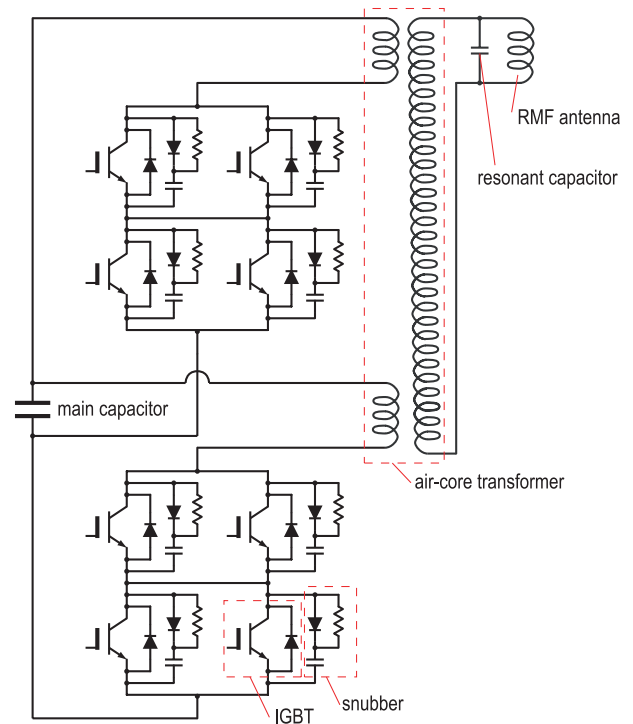 RMF antenna
resonant capacitor
main capacitor
air-core transformer
snubber
IGBT